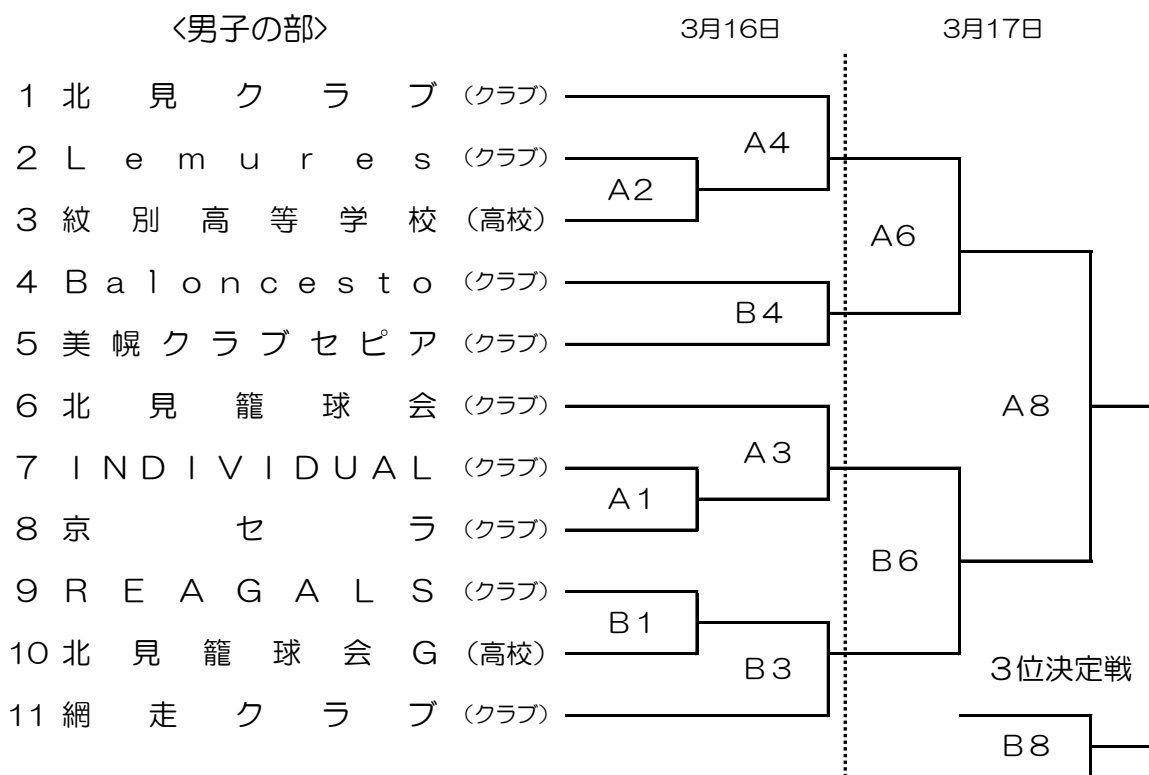 <男子の部> 3月16日 3月17日
1 北見クラブ (クラブ)
A4
2 Lemures (クラブ)
A2
3 紋別高等学校 (高校)
A6
4 Baloncesto (クラブ)
B4
5 美幌クラブセピア (クラブ)
6 北見籠球会 (クラブ)
A8
A3
7 INDIVIDUAL (クラブ)
A1
8 京セラ (クラブ)
B6
9 REAGALS (クラブ)
B1
10 北見籠球会G (高校)
B3 3位決定戦
11 網走クラブ (クラブ)
B8